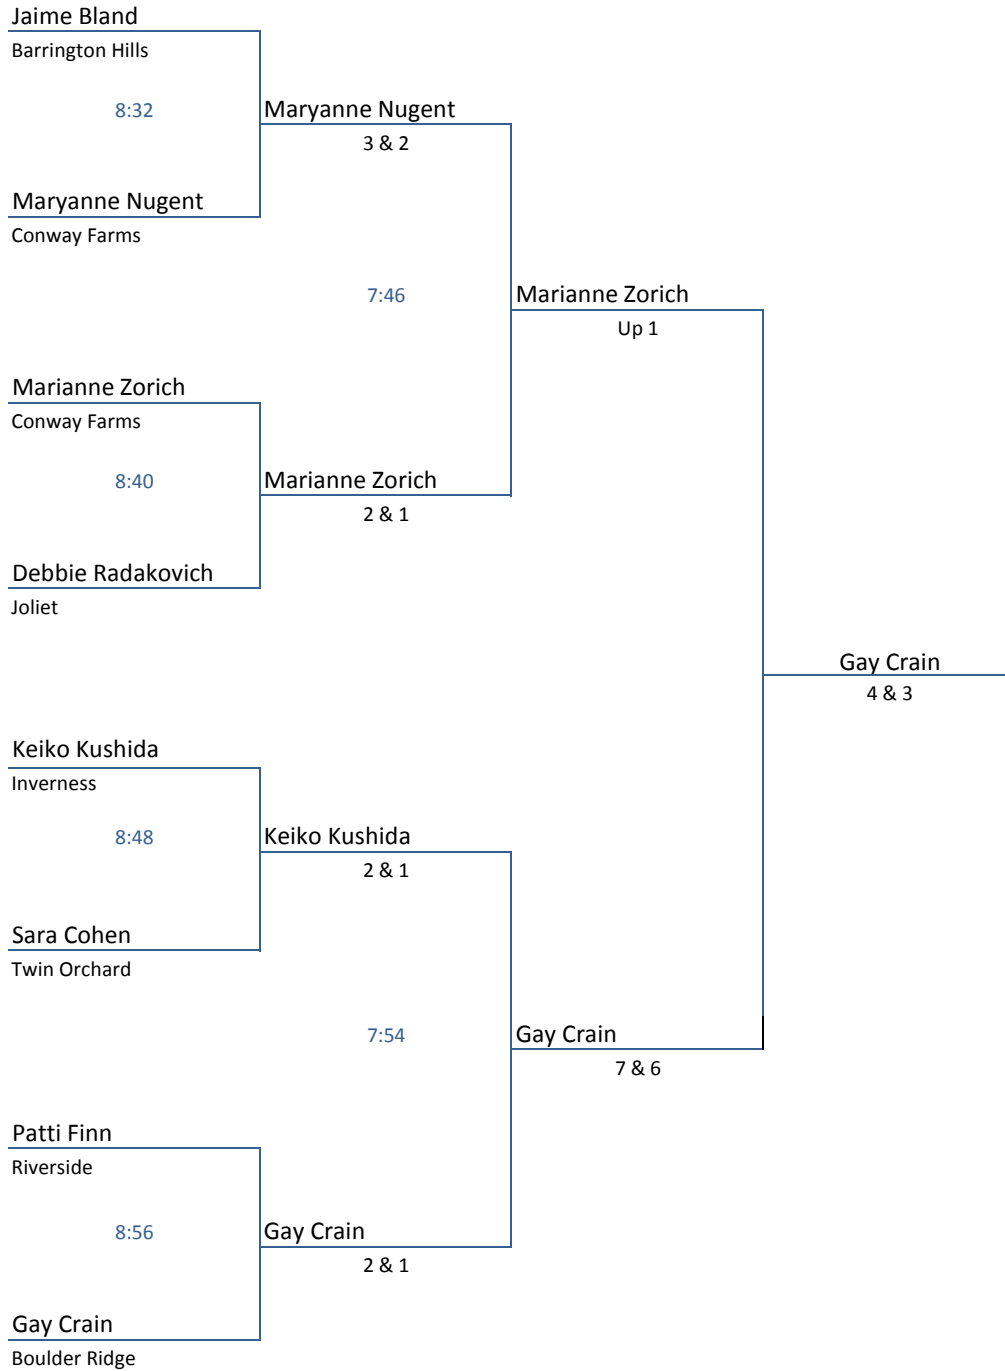 Jaime Bland
Barrington Hills
8:32
Maryanne Nugent
3 & 2
Maryanne Nugent
Conway Farms
7:46
Marianne Zorich
Up 1
Marianne Zorich
Conway Farms
8:40
Marianne Zorich
2 & 1
Debbie Radakovich
Joliet
Gay Crain
4 & 3
Keiko Kushida
Inverness
8:48
Keiko Kushida
2 & 1
Sara Cohen
Twin Orchard
7:54
Gay Crain
7 & 6
Patti Finn
Riverside
8:56
Gay Crain
2 & 1
Gay Crain
Boulder Ridge